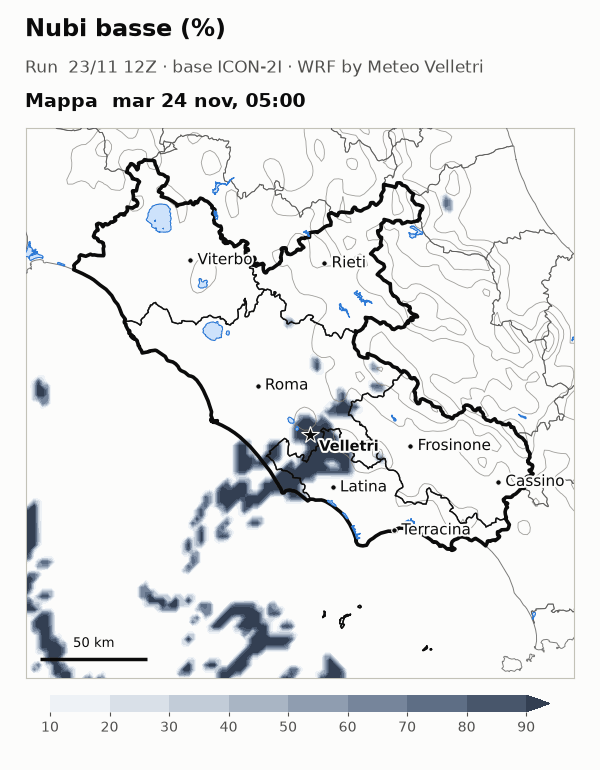 Nubi basse (%)
Run  23/11 12Z · base ICON-2I · WRF by Meteo Velletri
Mappa  mar 24 nov, 05:00
Viterbo
Rieti
Roma
Velletri
Frosinone
Latina
Cassino
Terracina
50 km
10 20 30 40 50 60 70 80 90